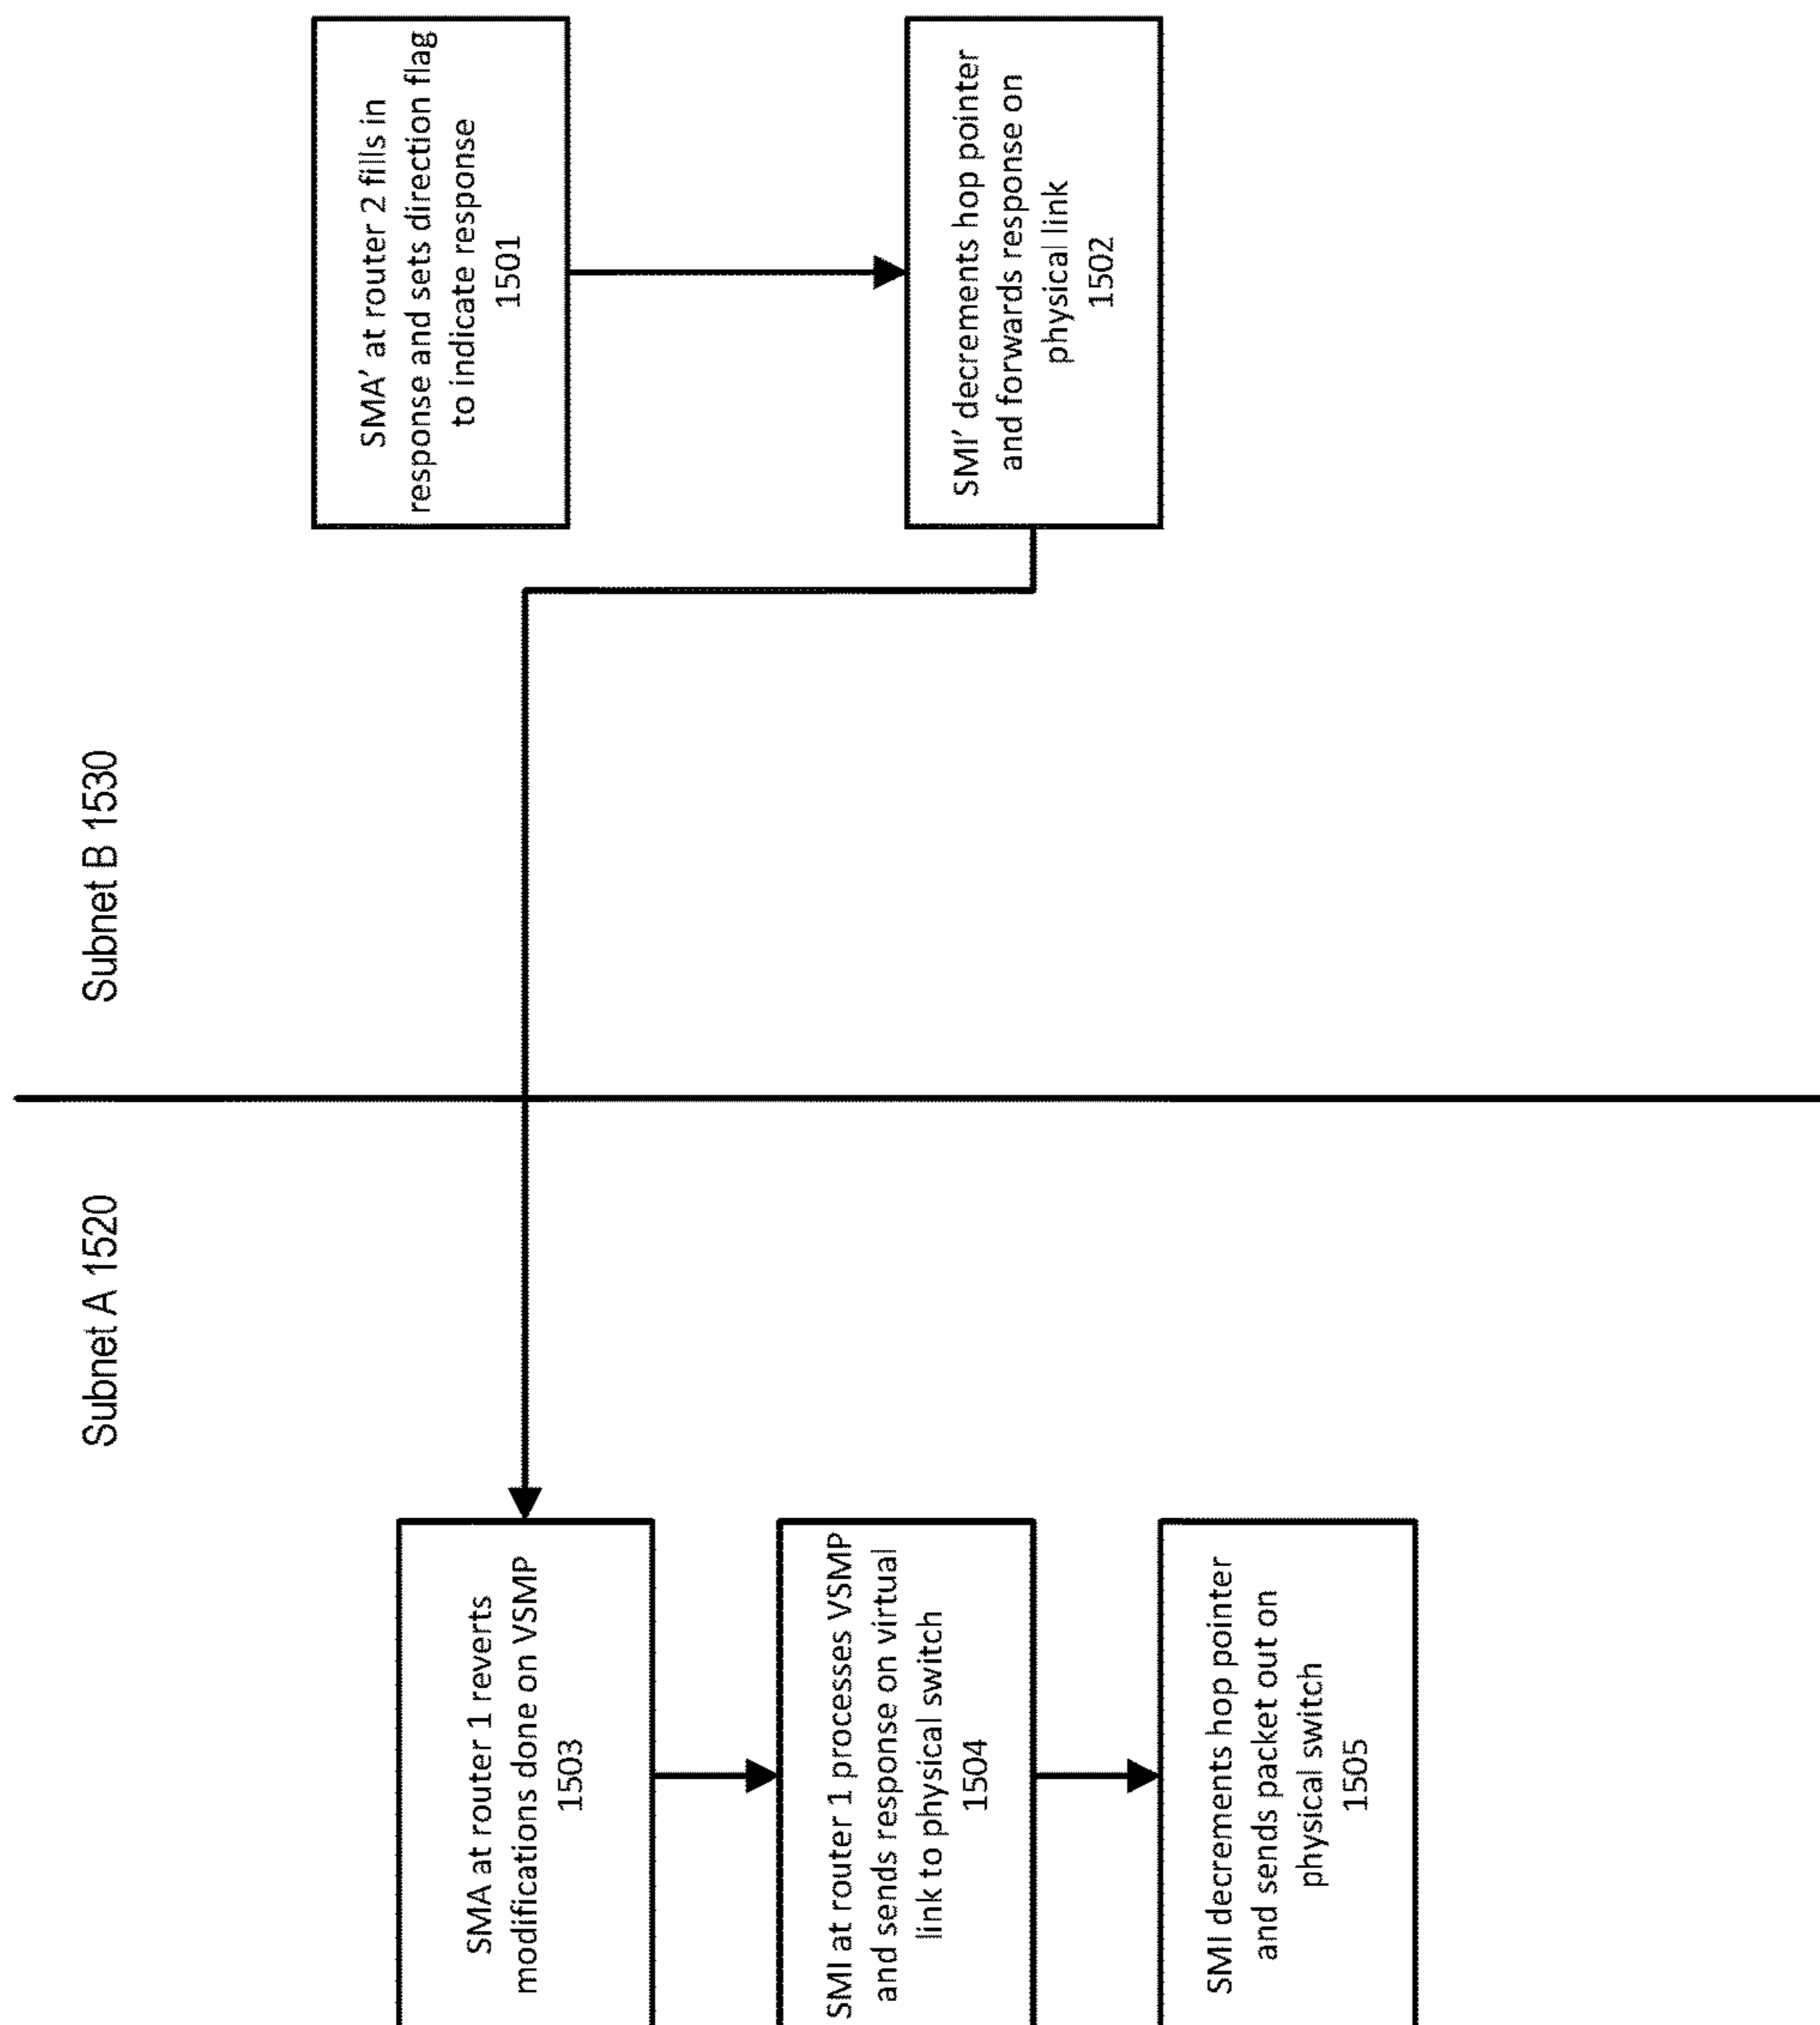 Subnet A 1520
Subnet B 1530
SMA' at router 2 fills in
response and sets direction flag
to indicate response
1501
SMI' decrements hop pointer
and forwards response on
physical link
1502
SMA at router 1 reverts
modifications done on VSMP
1503
SMI at router 1 processes VSMP
and sends response on virtual
link to physical switch
1504
SMI decrements hop pointer
and sends packet out on
physical switch
1505